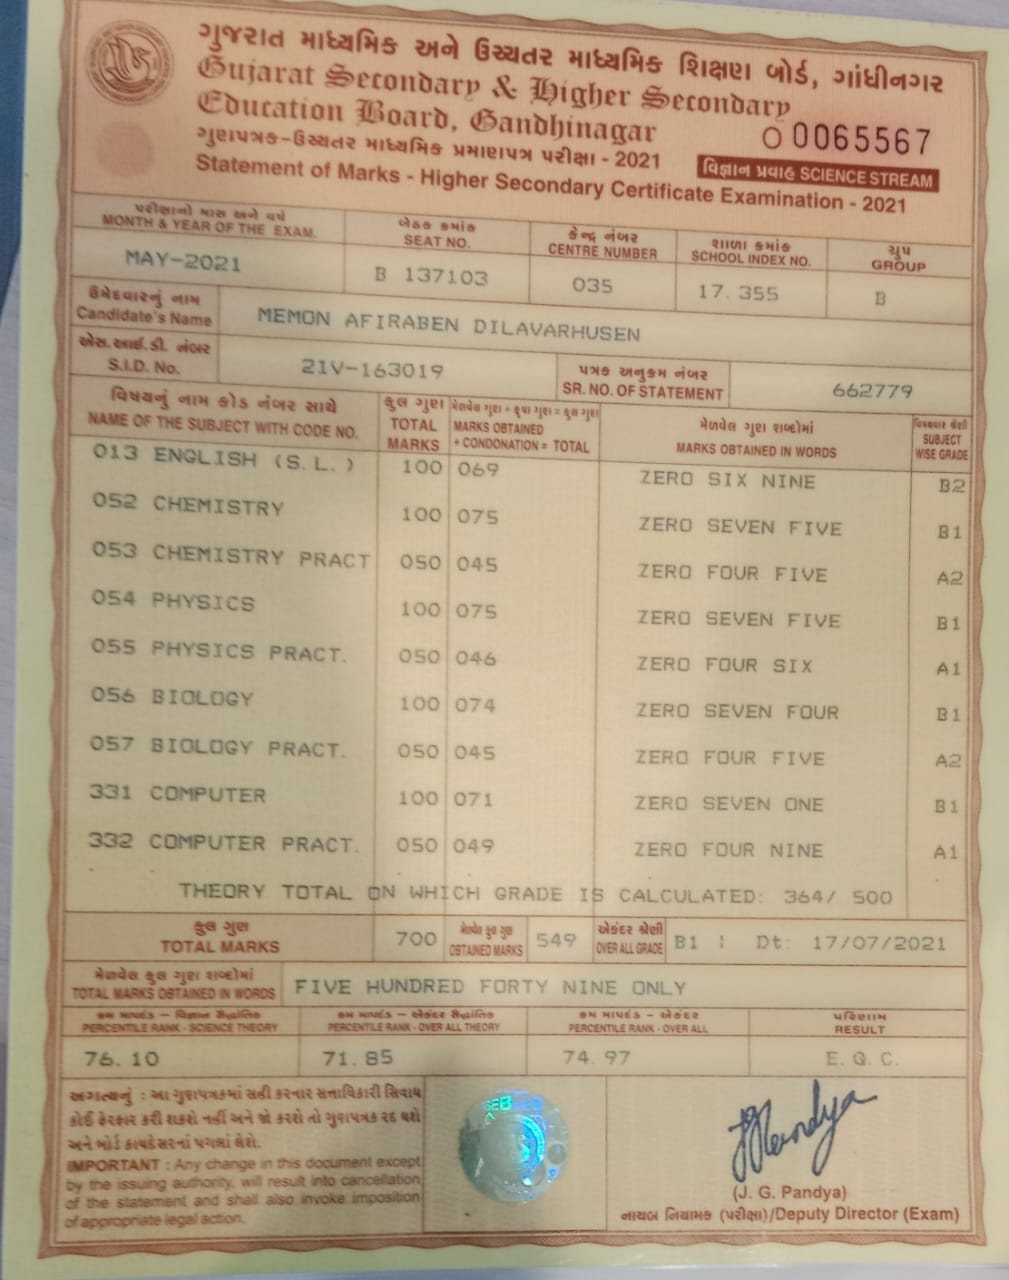 ગુજરાત માધ્યમિક અને ઉચ્ચતર માધ્યમિક શિક્ષણ બોર્ડ, ગાંધીનગર
Gujarat Secondary & Higher Secondary
Education Board, Gandhinagar
O 0065567
ગુણપત્રક-ઉચ્ચતર માધ્યમિક પ્રમાણપત્ર પરીક્ષા - 2021
વિજ્ઞાન પ્રવાહ SCIENCE STREAM
Statement of Marks - Higher Secondary Certificate Examination - 2021
પરીક્ષાનો માસ અને વર્ષ બેઠક ક્રમાંક કેન્દ્ર નંબર શાળા ક્રમાંક ગ્રુપ
MONTH & YEAR OF THE EXAM. SEAT NO. CENTRE NUMBER SCHOOL INDEX NO. GROUP
MAY-2021 B 137103 035 17. 355 B
ઉમેદવારનું નામ
Candidate's Name MEMON AFIRABEN DILAVARHUSEN
એસ.આઈ.ડી. નંબર પત્રક અનુક્રમ નંબર
S.I.D. No. 21V-163019 SR. NO. OF STATEMENT 662779
વિષયનું નામ કોડ નંબર સાથે કુલ ગુણ મેળવેલ ગુણ + કૃપા ગુણ = કુલ ગુણ મેળવેલ ગુણ શબ્દોમાં વિષયવાર શ્રેણી
NAME OF THE SUBJECT WITH CODE NO. TOTAL MARKS MARKS OBTAINED + CONDONATION = TOTAL MARKS OBTAINED IN WORDS SUBJECT WISE GRADE
013 ENGLISH (S.L.) 100 069 ZERO SIX NINE B2
052 CHEMISTRY 100 075 ZERO SEVEN FIVE B1
053 CHEMISTRY PRACT 050 045 ZERO FOUR FIVE A2
054 PHYSICS 100 075 ZERO SEVEN FIVE B1
055 PHYSICS PRACT. 050 046 ZERO FOUR SIX A1
056 BIOLOGY 100 074 ZERO SEVEN FOUR B1
057 BIOLOGY PRACT. 050 045 ZERO FOUR FIVE A2
331 COMPUTER 100 071 ZERO SEVEN ONE B1
332 COMPUTER PRACT. 050 049 ZERO FOUR NINE A1
THEORY TOTAL ON WHICH GRADE IS CALCULATED: 364/ 500
કુલ ગુણ મેળવેલ કુલ ગુણ એકંદર શ્રેણી
TOTAL MARKS 700 OBTAINED MARKS 549 OVER ALL GRADE B1 : Dt: 17/07/2021
મેળવેલ કુલ ગુણ શબ્દોમાં
TOTAL MARKS OBTAINED IN WORDS FIVE HUNDRED FORTY NINE ONLY
ક્રમ માપદંડ - વિજ્ઞાન સૈદ્ધાંતિક ક્રમ માપદંડ - એકંદર સૈદ્ધાંતિક ક્રમ માપદંડ - એકંદર પરિણામ
PERCENTILE RANK - SCIENCE THEORY PERCENTILE RANK - OVER ALL THEORY PERCENTILE RANK - OVER ALL RESULT
76. 10 71. 85 74. 97 E. Q. C.
અગત્યનું : આ ગુણપત્રકમાં સહી કરનાર સત્તાધિકારી સિવાય
કોઈ ફેરફાર કરી શકશે નહીં અને જો કરશે તો ગુણપત્રક રદ થશે
અને બોર્ડ કાયદેસરનાં પગલાં લેશે.
IMPORTANT : Any change in this document except
by the issuing authority, will result into cancellation
of the statement and shall also invoke imposition
of appropriate legal action.
SEB
JGPandya
(J. G. Pandya)
નાયબ નિયામક (પરીક્ષા)/Deputy Director (Exam)